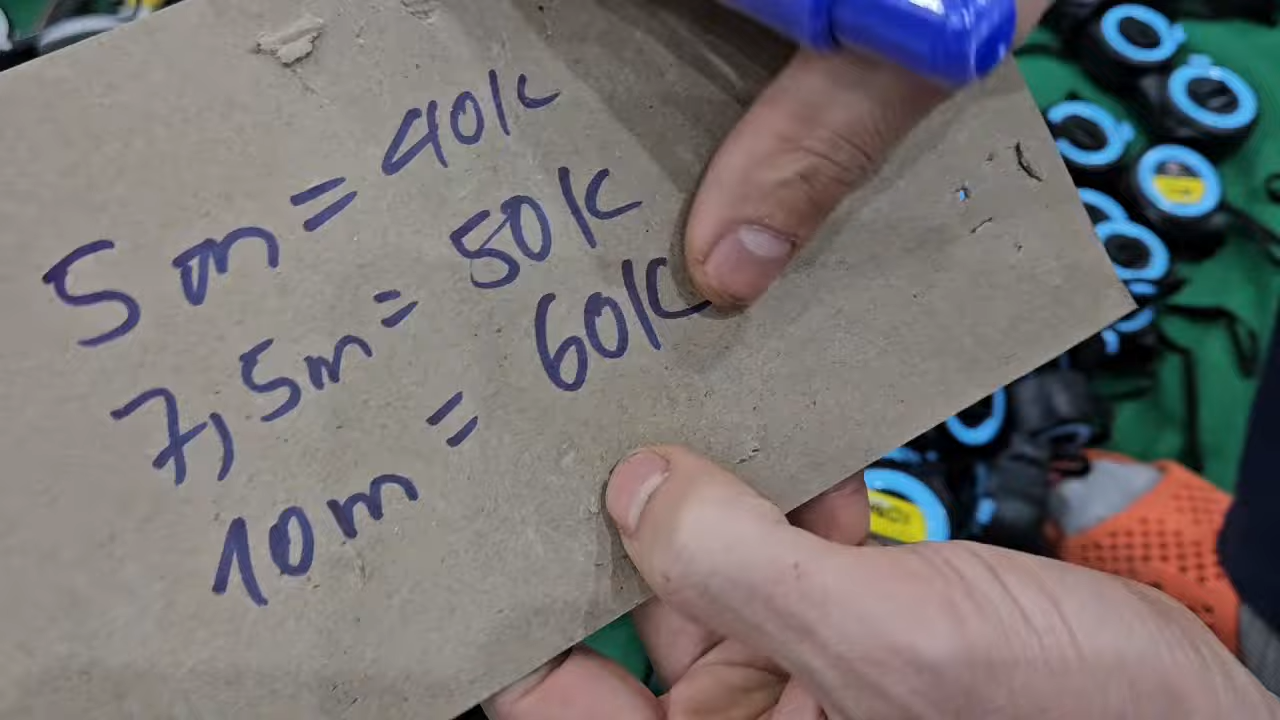 5m = 40K
7,5m = 50K
10m = 60K